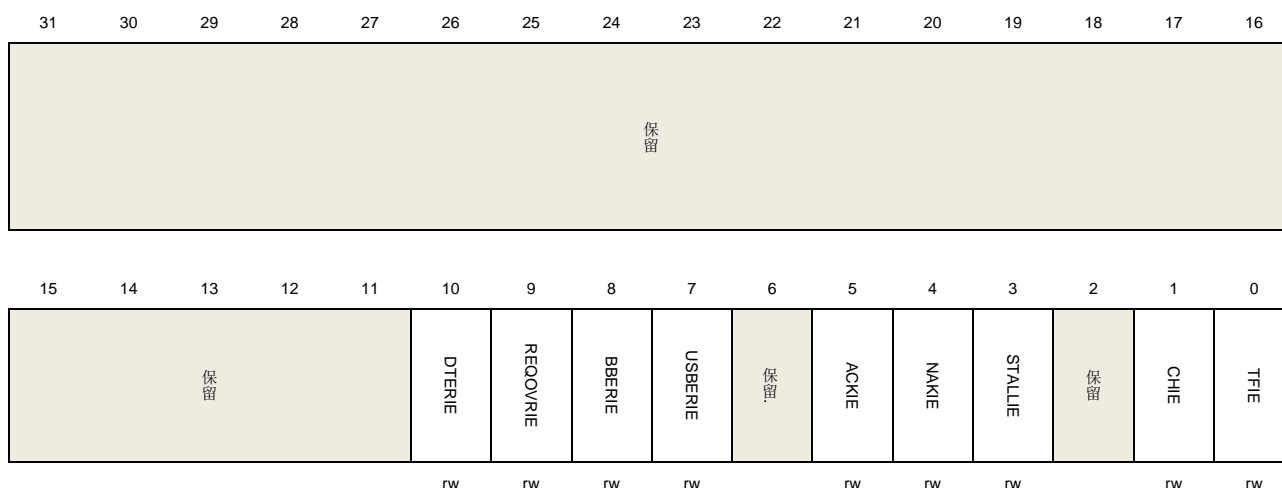 31 30 29 28 27 26 25 24 23 22 21 20 19 18 17 16
保留
15 14 13 12 11 10 9 8 7 6 5 4 3 2 1 0
保留 DTERIE REQOVRIE BBERIE USBERIE 保留. ACKIE NAKIE STALLIE 保留 CHIE TFIE
rw rw rw rw rw rw rw rw rw